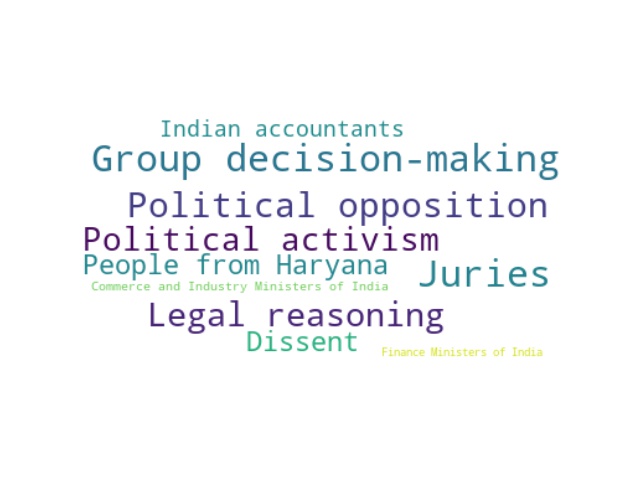 Indian accountants
Group decision-making
Political opposition
Political activism
People from Haryana
Juries
Commerce and Industry Ministers of India
Legal reasoning
Dissent
Finance Ministers of India